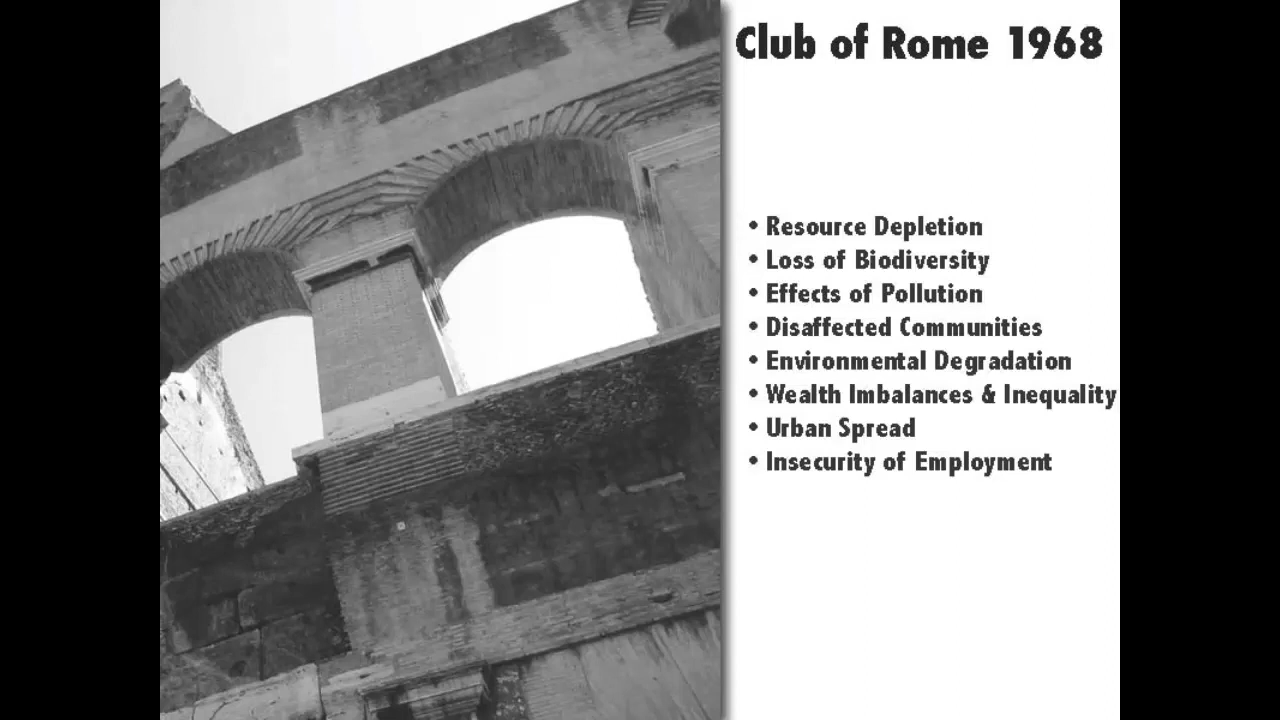 Club of Rome 1968
• Resource Depletion
• Loss of Biodiversity
• Effects of Pollution
• Disaffected Communities
• Environmental Degradation
• Wealth Imbalances & Inequality
• Urban Spread
• Insecurity of Employment